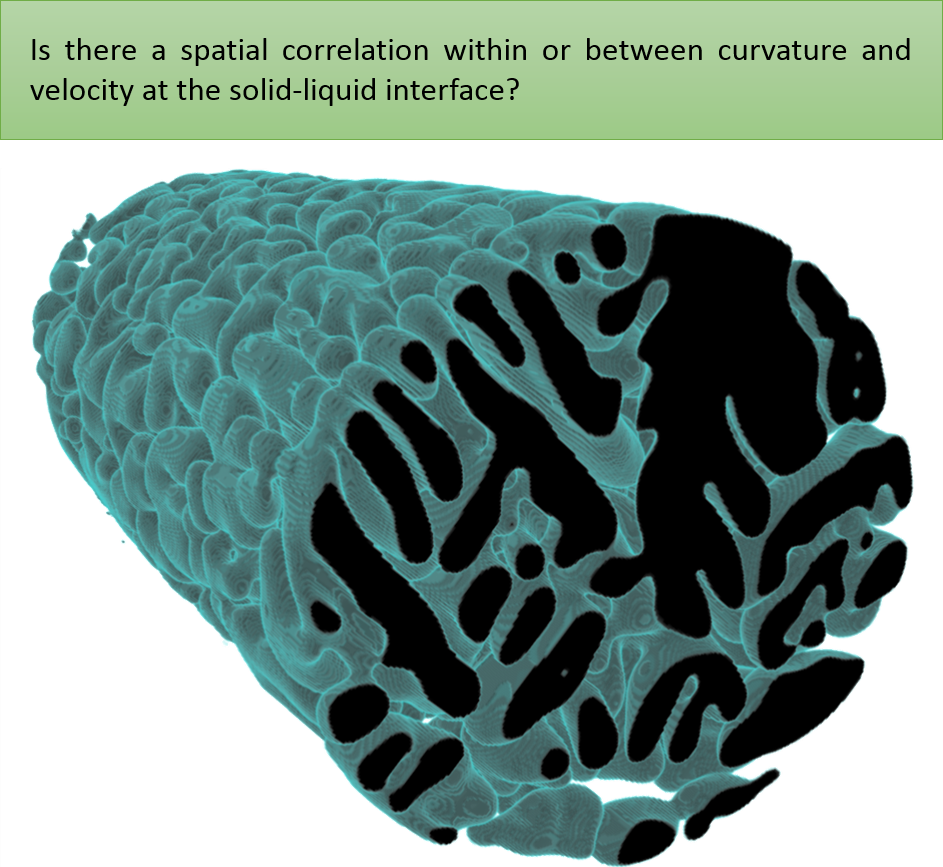 Is there a spatial correlation within or between curvature and
velocity at the solid-liquid interface?